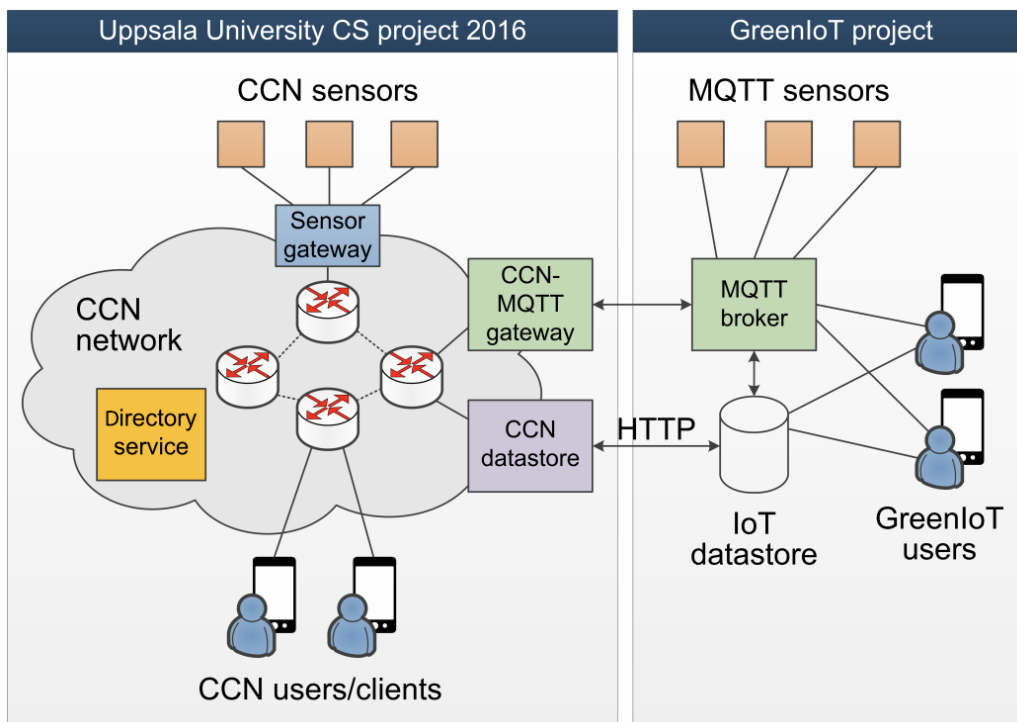 Uppsala University CS project 2016
GreenIoT project
CCN sensors
MQTT sensors
Sensor
gateway
CCN
network
CCN-
MQTT
gateway
MQTT
broker
Directory
service
CCN
datastore
HTTP
IoT
datastore
GreenIoT
users
CCN users/clients